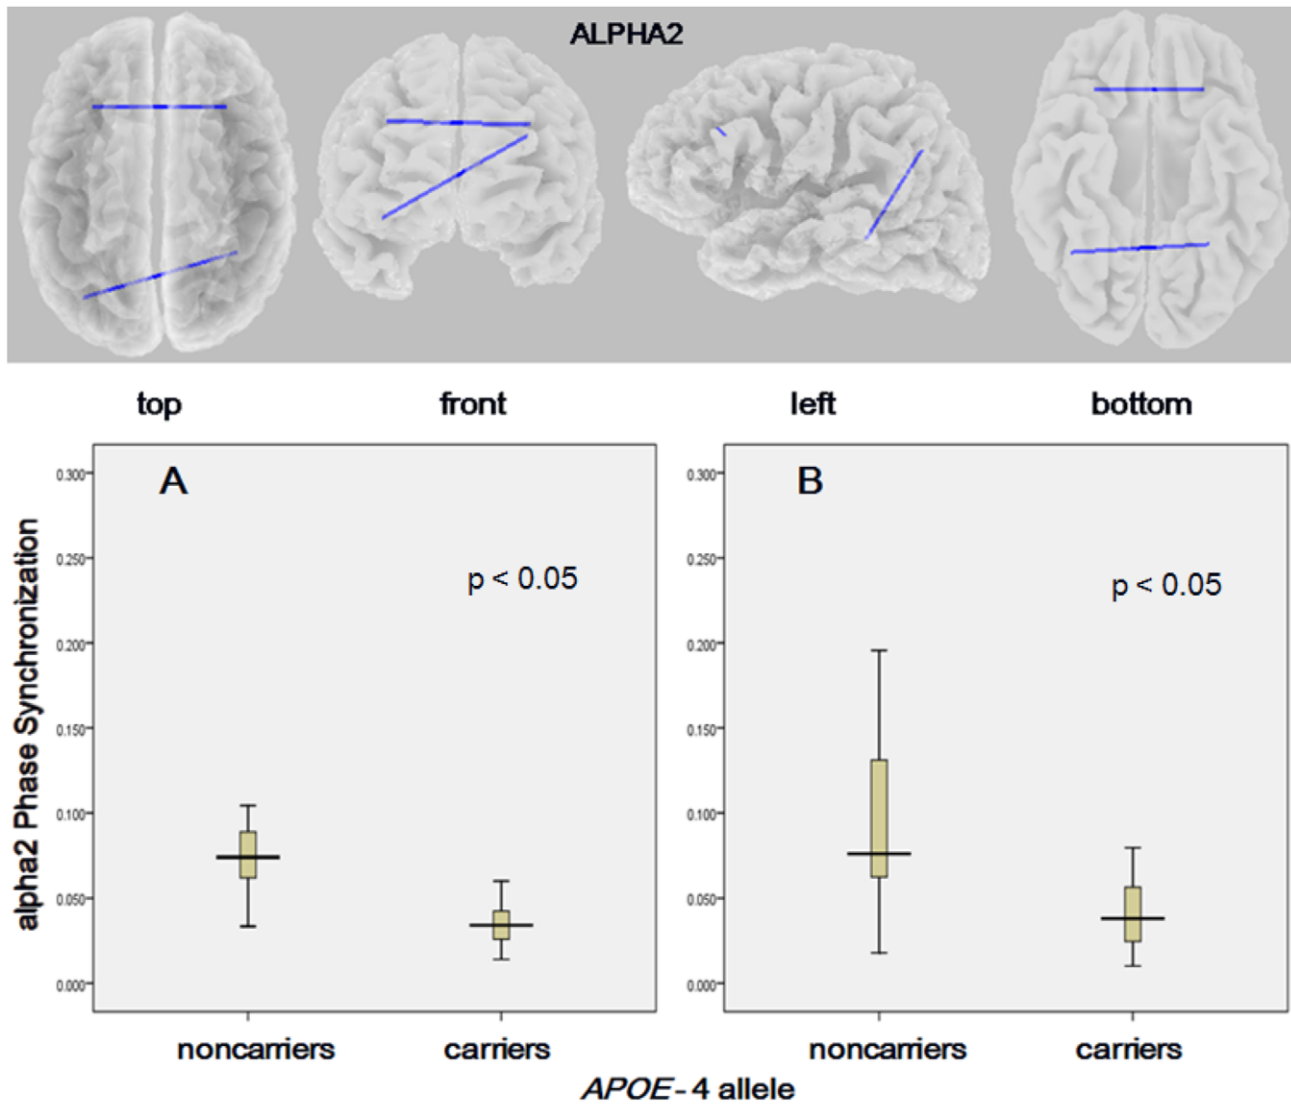 ALPHA2
top front left bottom
A
0.300
0.250
0.200
0.150
0.100
0.050
0.000
p < 0.05
alpha2 Phase Synchronization
noncarriers carriers
B
0.300
0.250
0.200
0.150
0.100
0.050
0.000
p < 0.05
noncarriers carriers
APOE - 4 allele